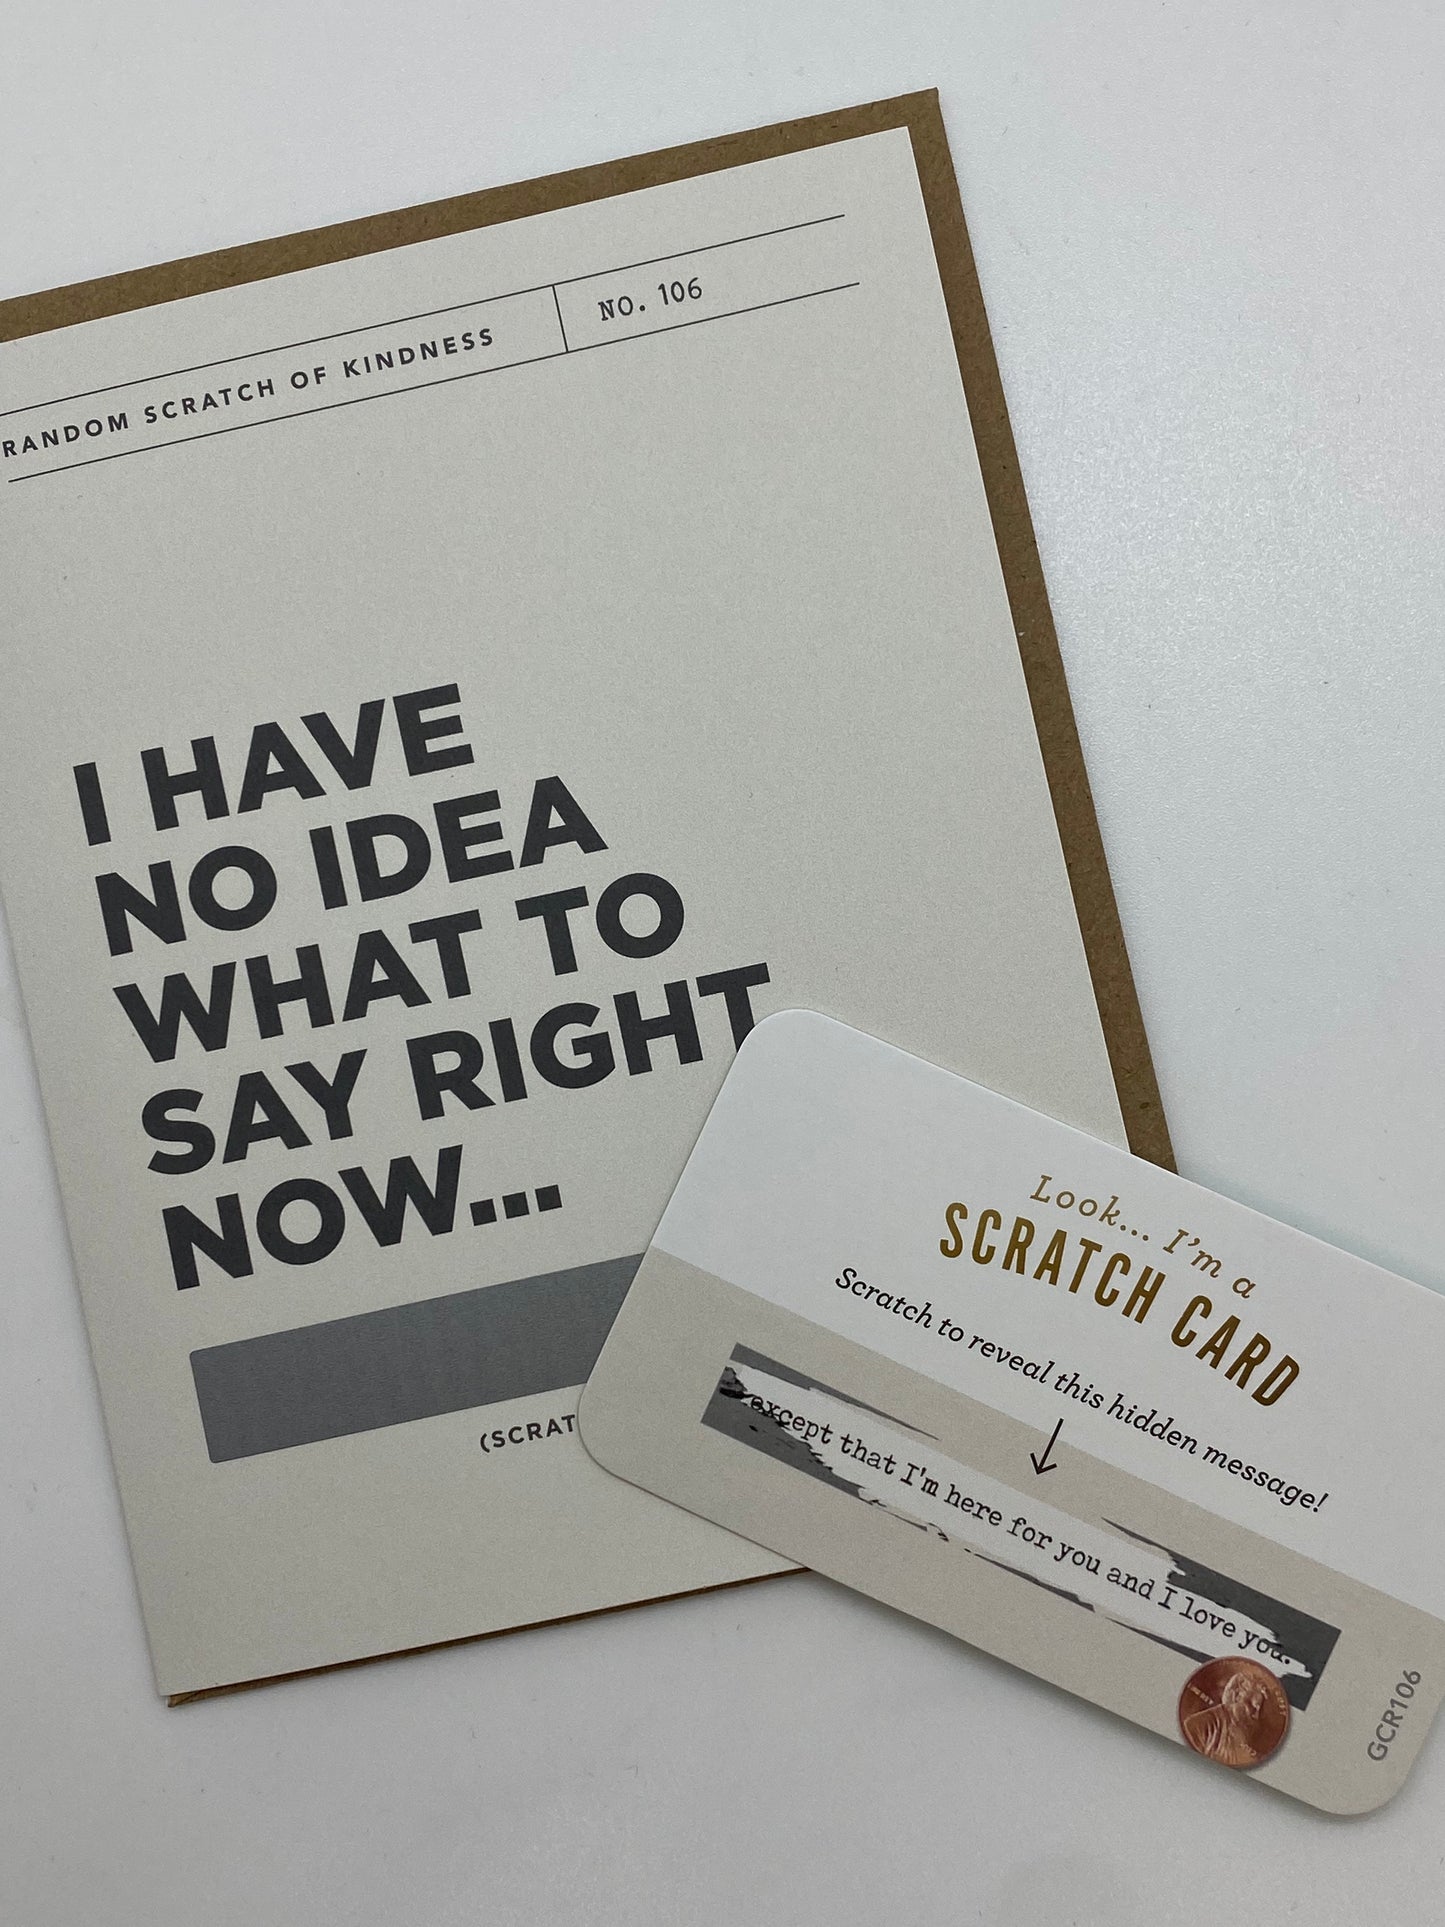 RANDOM SCRATCH OF KINDNESS NO. 106
I HAVE
NO IDEA
WHAT TO
SAY RIGHT
NOW...
(SCRAT
Look... I'm a
SCRATCH CARD
Scratch to reveal this hidden message!
except that I'm here for you and I love you.
GCR106